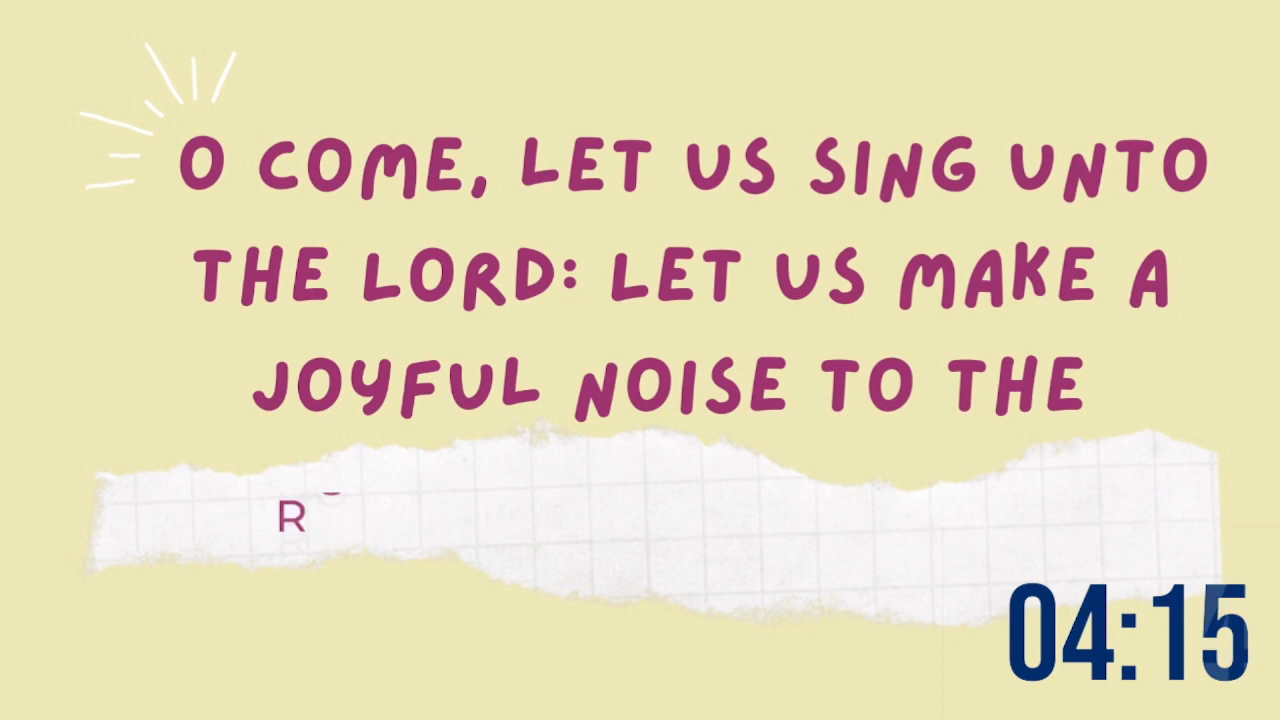 O COME, LET US SING UNTO
THE LORD: LET US MAKE A
JOYFUL NOISE TO THE
R
04:15